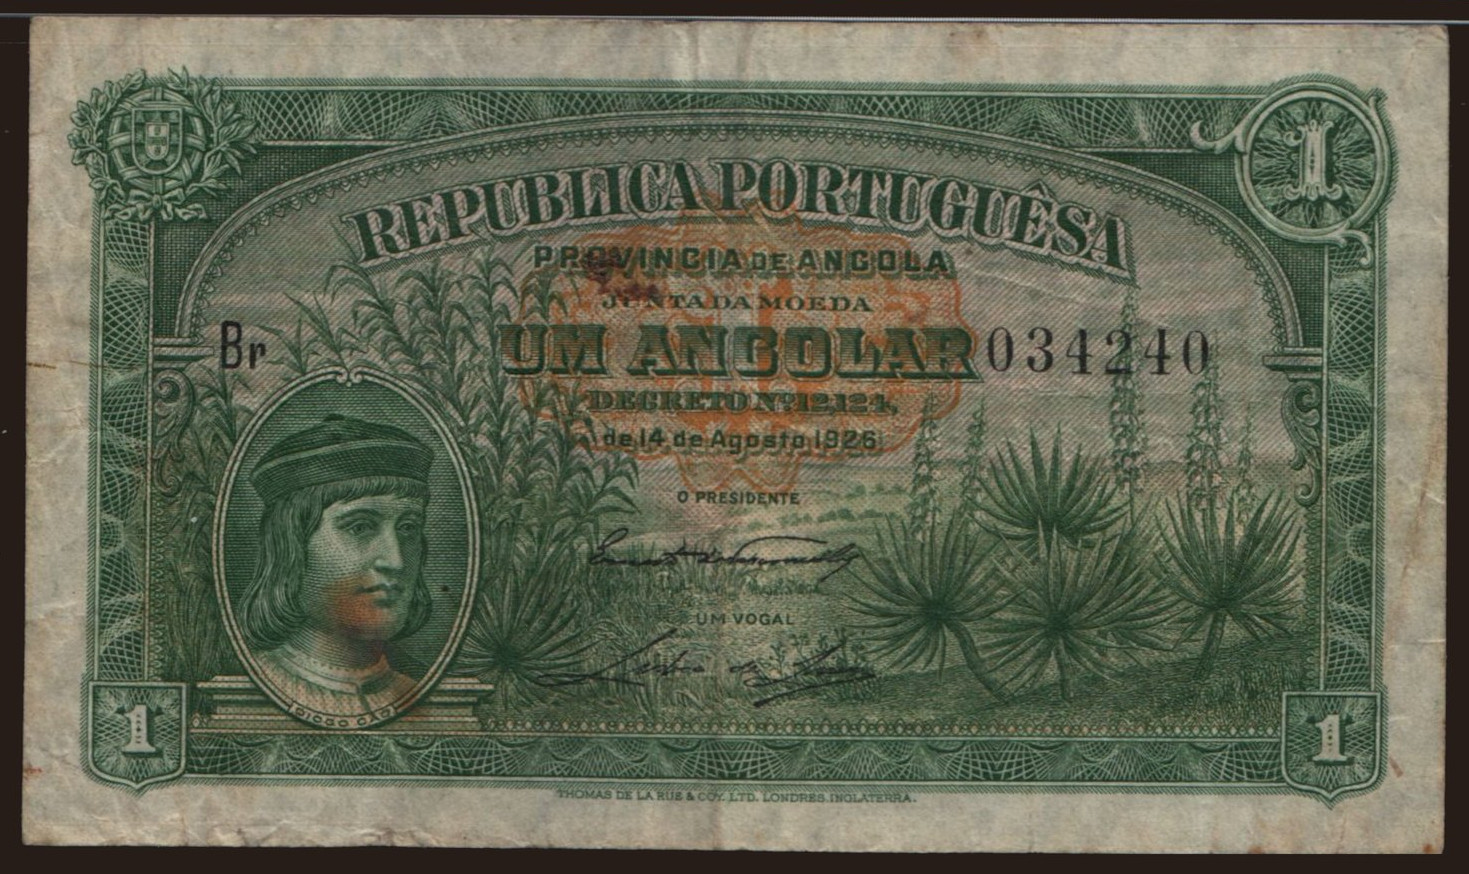 1
REPUBLICA PORTUGUÊSA
PROVINCIA DE ANGOLA
JUNTA DA MOEDA
Br UM ANGOLAR 034240
DECRETO Nº 12.124,
de 14 de Agosto 1926
O PRESIDENTE
UM VOGAL
DIOGO CÃO
1 1
THOMAS DE LA RUE & COY. LTD. LONDRES. INGLATERRA.